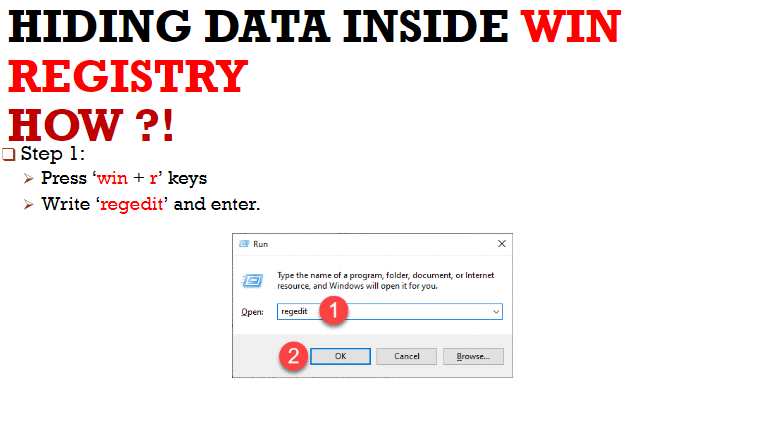 HIDING DATA INSIDE WIN
REGISTRY
HOW ?!
Step 1:
Press ‘win + r’ keys
Write ‘regedit’ and enter.
Run
Type the name of a program, folder, document, or Internet
resource, and Windows will open it for you.
Open: regedit 1
2 OK Cancel Browse...